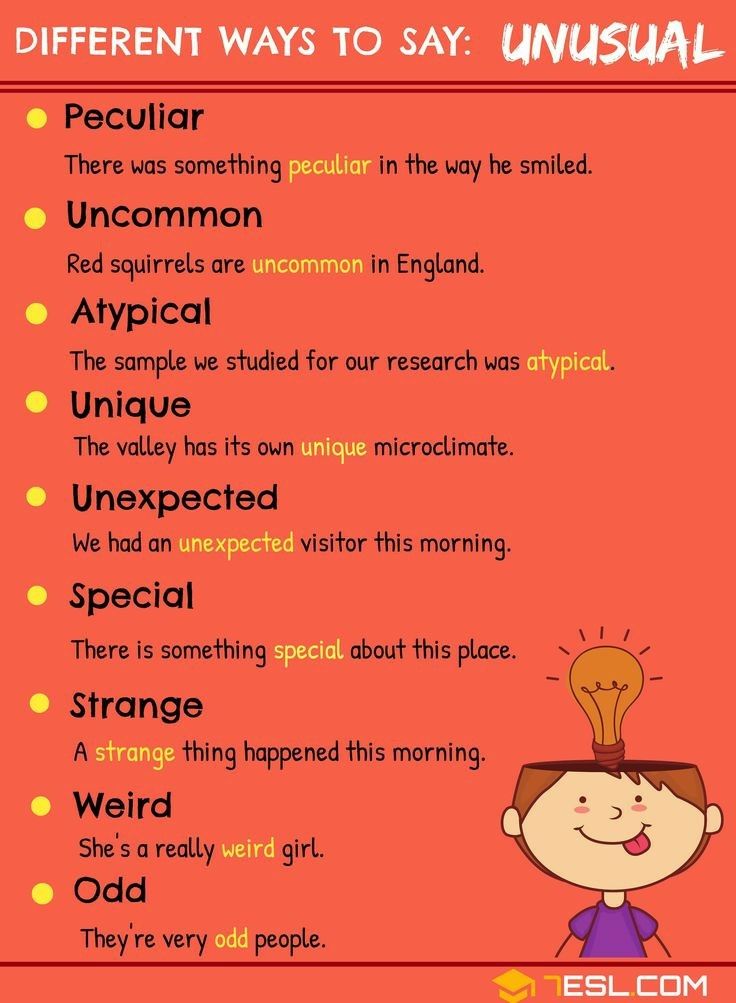 DIFFERENT WAYS TO SAY: UNUSUAL
Peculiar
There was something peculiar in the way he smiled.
Uncommon
Red squirrels are uncommon in England.
Atypical
The sample we studied for our research was atypical.
Unique
The valley has its own unique microclimate.
Unexpected
We had an unexpected visitor this morning.
Special
There is something special about this place.
Strange
A strange thing happened this morning.
Weird
She's a really weird girl.
Odd
They're very odd people.
7ESL.COM